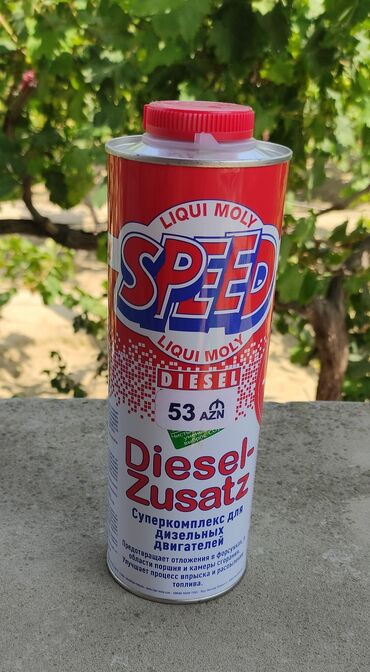 LIQUI MOLY
SPEED
LIQUI MOLY
DIESEL
53 AZN
Diesel-
Zusatz
Суперкомплекс для
дизельных
двигателей
Предотвращает отложения в форсунках, в
области поршня и камеры сгорания.
Улучшает процесс впрыска и
топлива.